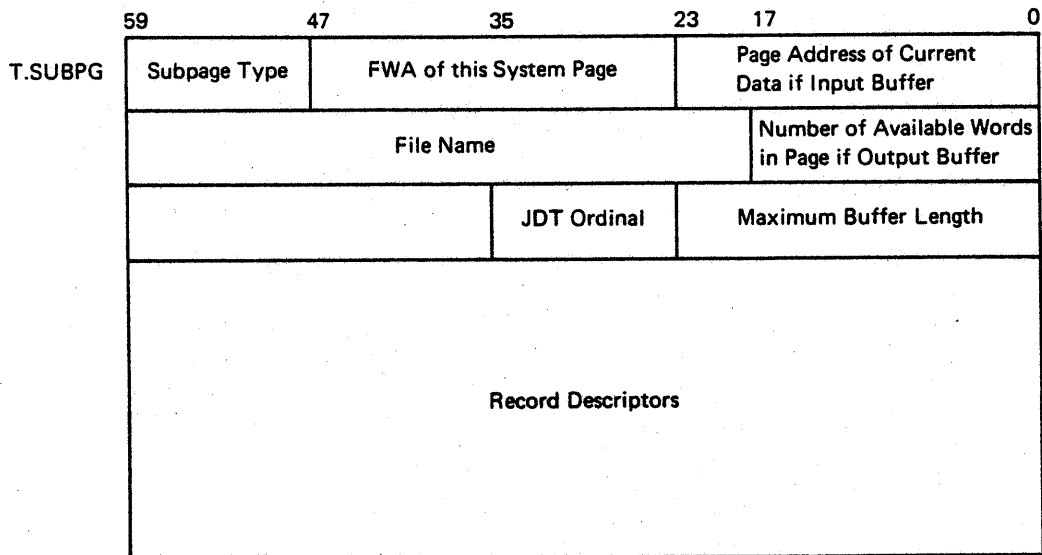 59 47 35 23 17 0
T.SUBPG Subpage Type FWA of this System Page Page Address of Current
Data if Input Buffer
File Name Number of Available Words
in Page if Output Buffer
JDT Ordinal Maximum Buffer Length
Record Descriptors